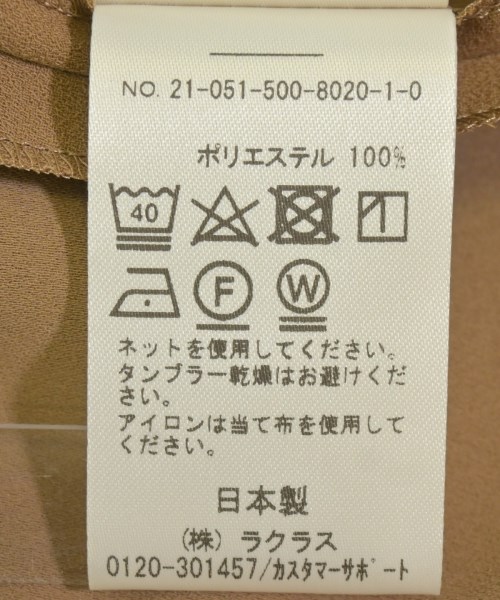 NO. 21-051-500-8020-1-0
ポリエステル 100%
40
F W
ネットを使用してください。
タンブラー乾燥はお避けくだ
さい。
アイロンは当て布を使用して
ください。
日本製
(株) ラクラス
0120-301457/カスタマーサポート